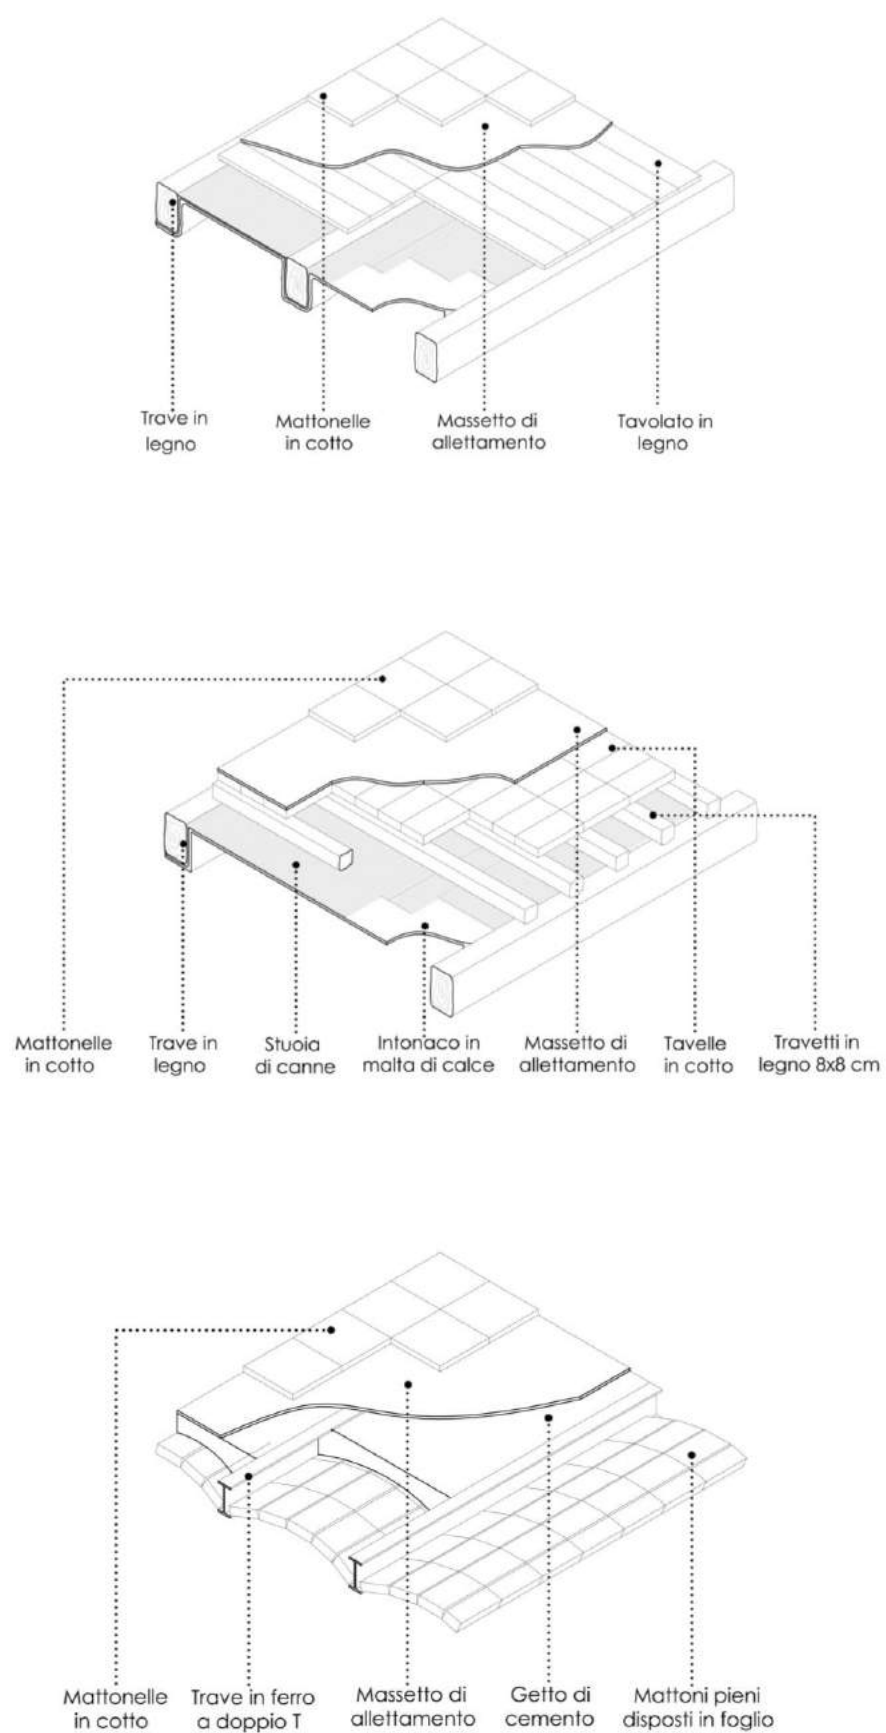 Trave in
legno
Mattonelle
in cotto
Massetto di
allettamento
Tavolato in
legno
Mattonelle
in cotto
Trave in
legno
Stuoia
di canne
Intonaco in
malta di calce
Massetto di
allettamento
Tavelle
in cotto
Travetti in
legno 8x8 cm
Mattonelle
in cotto
Trave in ferro
a doppio T
Massetto di
allettamento
Getto di
cemento
Mattoni pieni
disposti in foglio